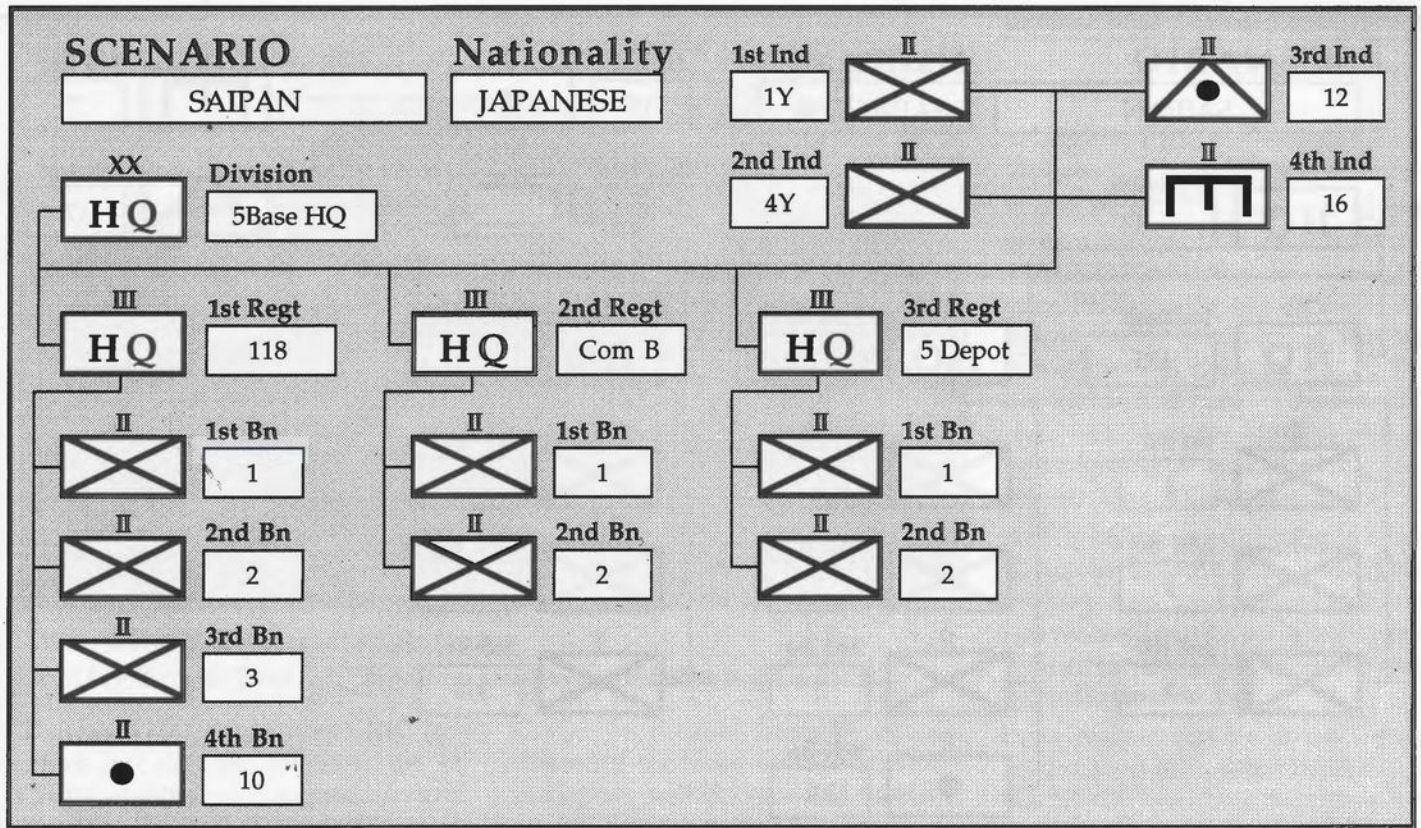 SCENARIO Nationality
SAIPAN JAPANESE
1st Ind II II 3rd Ind
1Y 12
2nd Ind II II 4th Ind
4Y 16
XX Division
HQ 5Base HQ
III 1st Regt III 2nd Regt III 3rd Regt
HQ 118 HQ Com B HQ 5 Depot
II 1st Bn II 1st Bn II 1st Bn
1 1 1
II 2nd Bn II 2nd Bn II 2nd Bn
2 2 2
II 3rd Bn
3
II 4th Bn
10